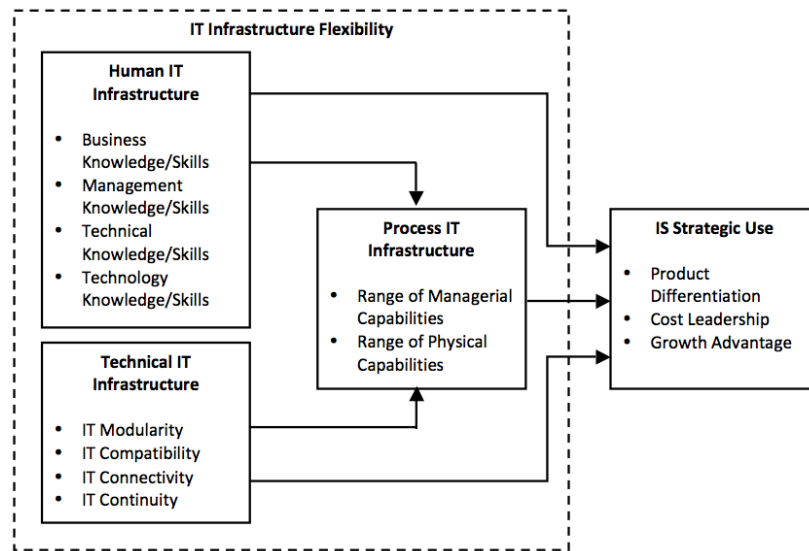 IT Infrastructure Flexibility
Human IT
Infrastructure
• Business
Knowledge/Skills
• Management
Knowledge/Skills
• Technical
Knowledge/Skills
• Technology
Knowledge/Skills
Technical IT
Infrastructure
• IT Modularity
• IT Compatibility
• IT Connectivity
• IT Continuity
Process IT
Infrastructure
• Range of Managerial
Capabilities
• Range of Physical
Capabilities
IS Strategic Use
• Product
Differentiation
• Cost Leadership
• Growth Advantage